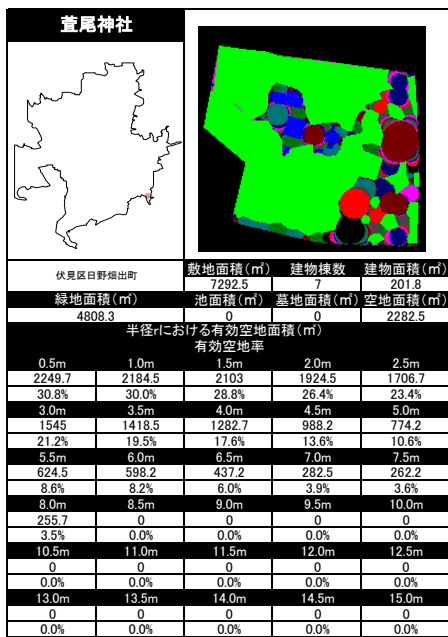 萱尾神社
伏見区日野畑出町
敷地面積(㎡) 建物棟数 建物面積(㎡)
7292.5 7 201.8
緑地面積(㎡) 池面積(㎡) 墓地面積(㎡) 空地面積(㎡)
4808.3 0 0 2282.5
半径rにおける有効空地面積(㎡)
有効空地率
0.5m 1.0m 1.5m 2.0m 2.5m
2249.7 2184.5 2103 1924.5 1706.7
30.8% 30.0% 28.8% 26.4% 23.4%
3.0m 3.5m 4.0m 4.5m 5.0m
1545 1418.5 1282.7 988.2 774.2
21.2% 19.5% 17.6% 13.6% 10.6%
5.5m 6.0m 6.5m 7.0m 7.5m
624.5 598.2 437.2 282.5 262.2
8.6% 8.2% 6.0% 3.9% 3.6%
8.0m 8.5m 9.0m 9.5m 10.0m
255.7 0 0 0 0
3.5% 0.0% 0.0% 0.0% 0.0%
10.5m 11.0m 11.5m 12.0m 12.5m
0 0 0 0 0
0.0% 0.0% 0.0% 0.0% 0.0%
13.0m 13.5m 14.0m 14.5m 15.0m
0 0 0 0 0
0.0% 0.0% 0.0% 0.0% 0.0%